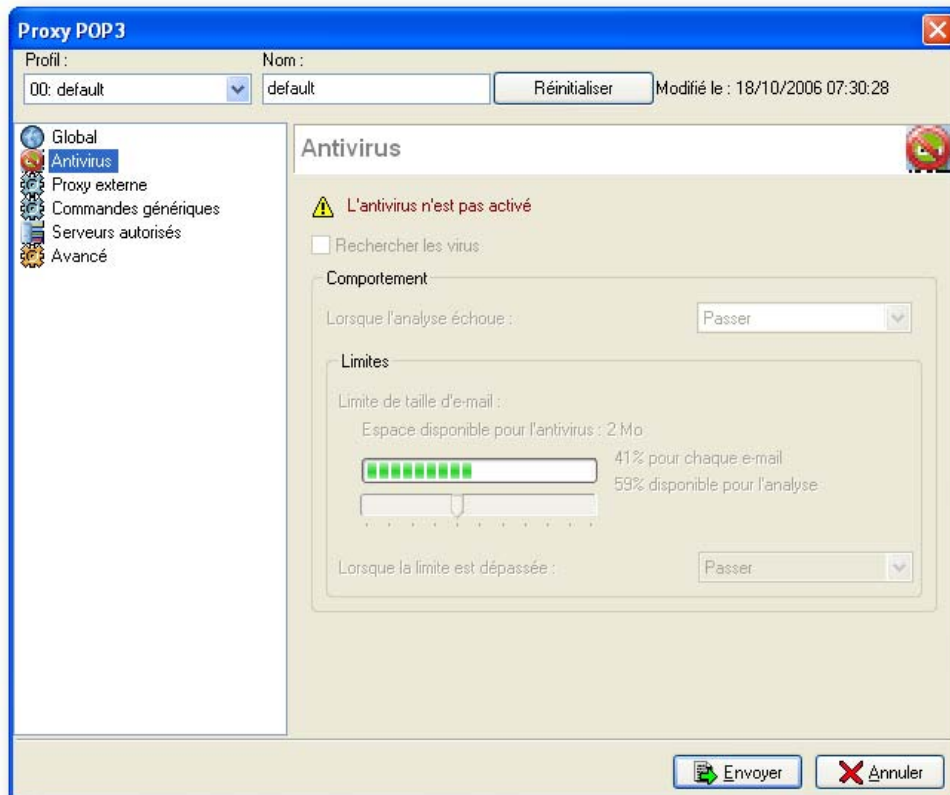 Proxy POP3
Profil :
Nom :
00: default
default
Réinitialiser
Modifié le : 18/10/2006 07:30:28
Global
Antivirus
Proxy externe
Commandes génériques
Serveurs autorisés
Avancé
Antivirus
L'antivirus n'est pas activé
Rechercher les virus
Comportement
Lorsque l'analyse échoue :
Passer
Limites
Limite de taille d'e-mail :
Espace disponible pour l'antivirus : 2 Mo
41% pour chaque e-mail
59% disponible pour l'analyse
Lorsque la limite est dépassée :
Passer
Envoyer
Annuler